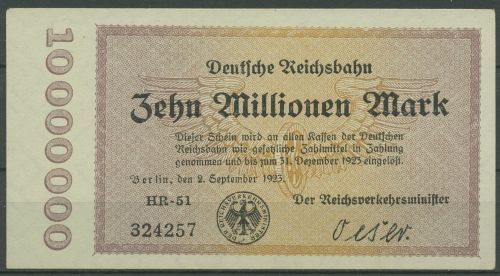 Deutsche Reichsbahn
Zehn Millionen Mark
Dieser Schein wird an allen Kassen der Deutschen
Reichsbahn wie gesetzliche Zahlmittel in Zahlung
genommen und bis zum 31. Dezember 1923 eingelöst.
Berlin, den 2. September 1923.
HR-51
324257
Der Reichsverkehrsminister
Oeser.
10000000